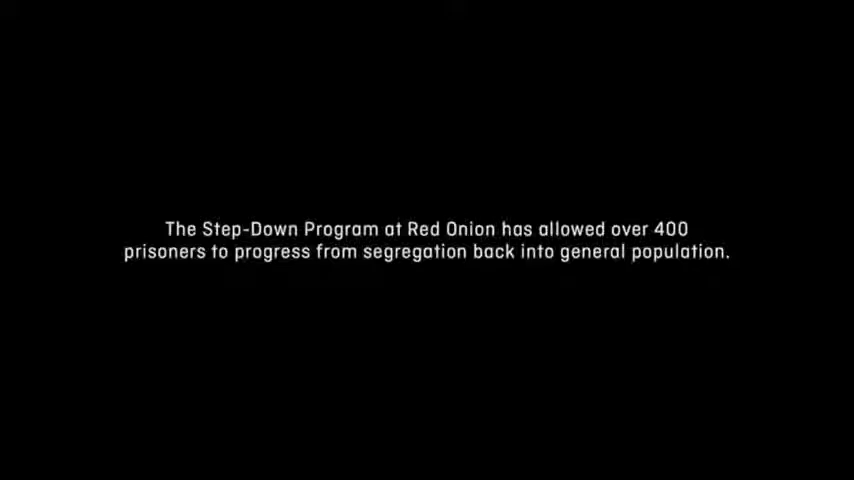 The Step-Down Program at Red Onion has allowed over 400
prisoners to progress from segregation back into general population.